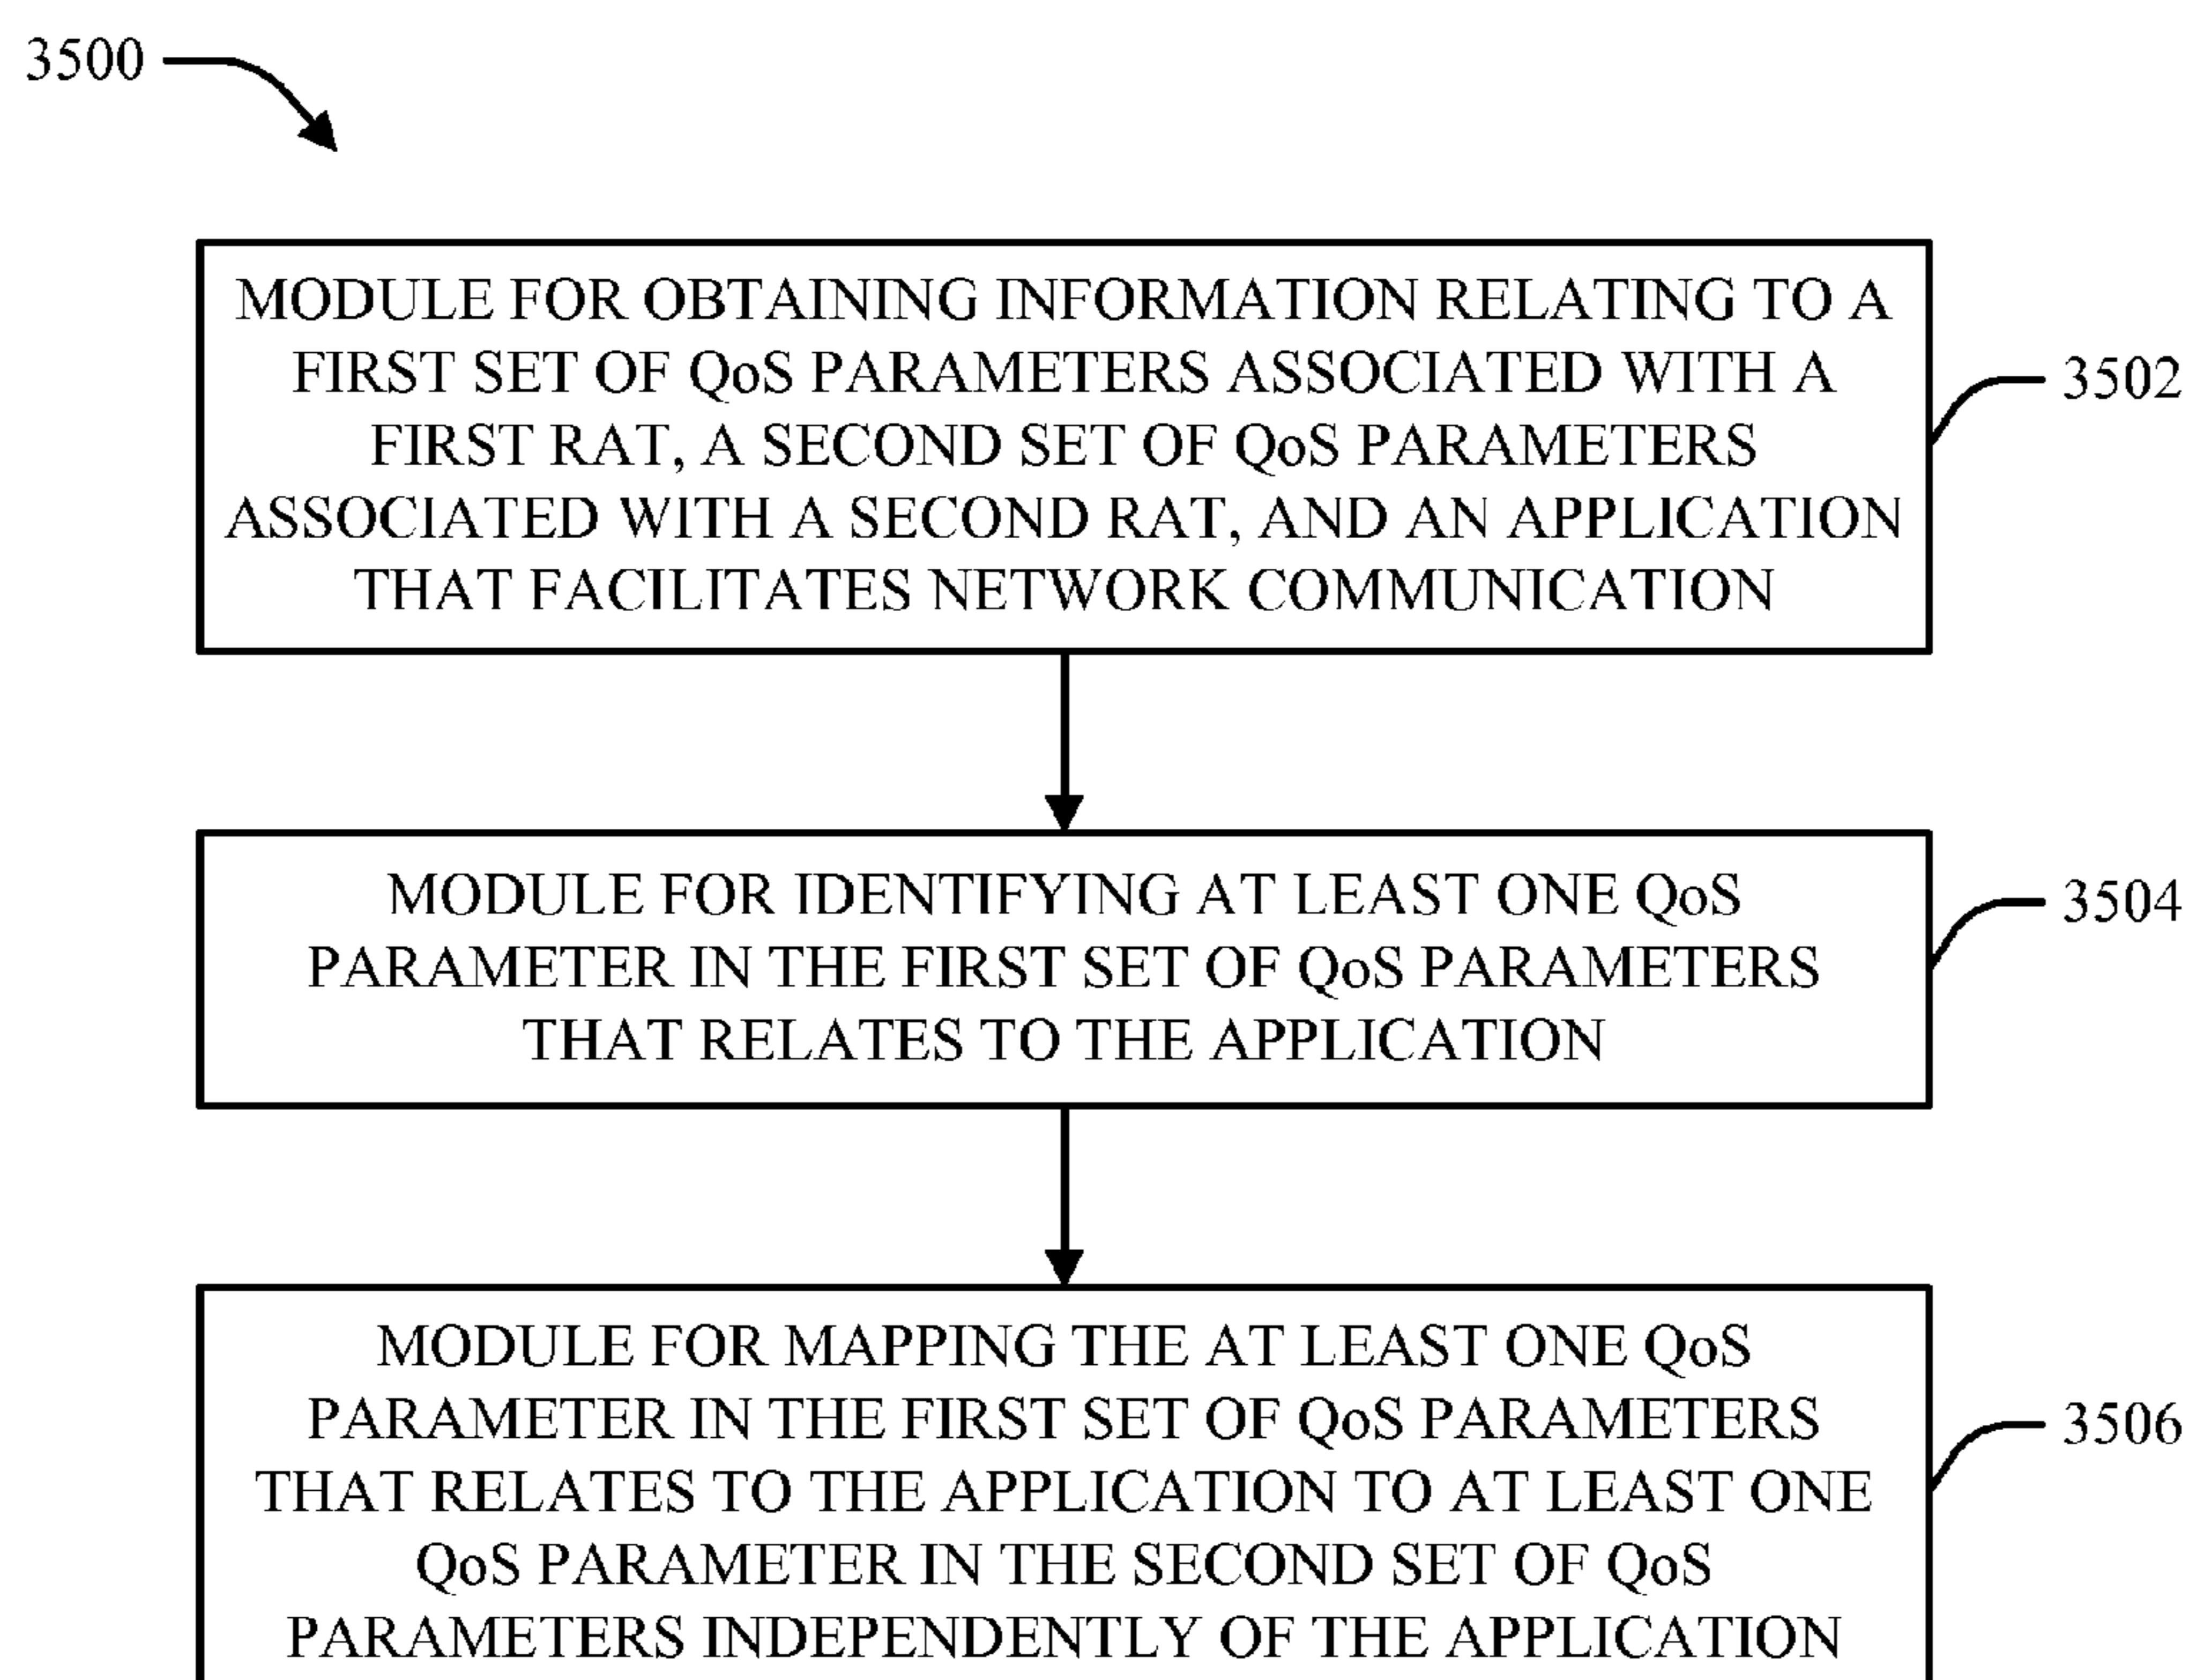 3500
MODULE FOR OBTAINING INFORMATION RELATING TO A
FIRST SET OF QoS PARAMETERS ASSOCIATED WITH A
FIRST RAT, A SECOND SET OF QoS PARAMETERS
ASSOCIATED WITH A SECOND RAT, AND AN APPLICATION
THAT FACILITATES NETWORK COMMUNICATION
3502
MODULE FOR IDENTIFYING AT LEAST ONE QoS
PARAMETER IN THE FIRST SET OF QoS PARAMETERS
THAT RELATES TO THE APPLICATION
3504
MODULE FOR MAPPING THE AT LEAST ONE QoS
PARAMETER IN THE FIRST SET OF QoS PARAMETERS
THAT RELATES TO THE APPLICATION TO AT LEAST ONE
QoS PARAMETER IN THE SECOND SET OF QoS
PARAMETERS INDEPENDENTLY OF THE APPLICATION
3506